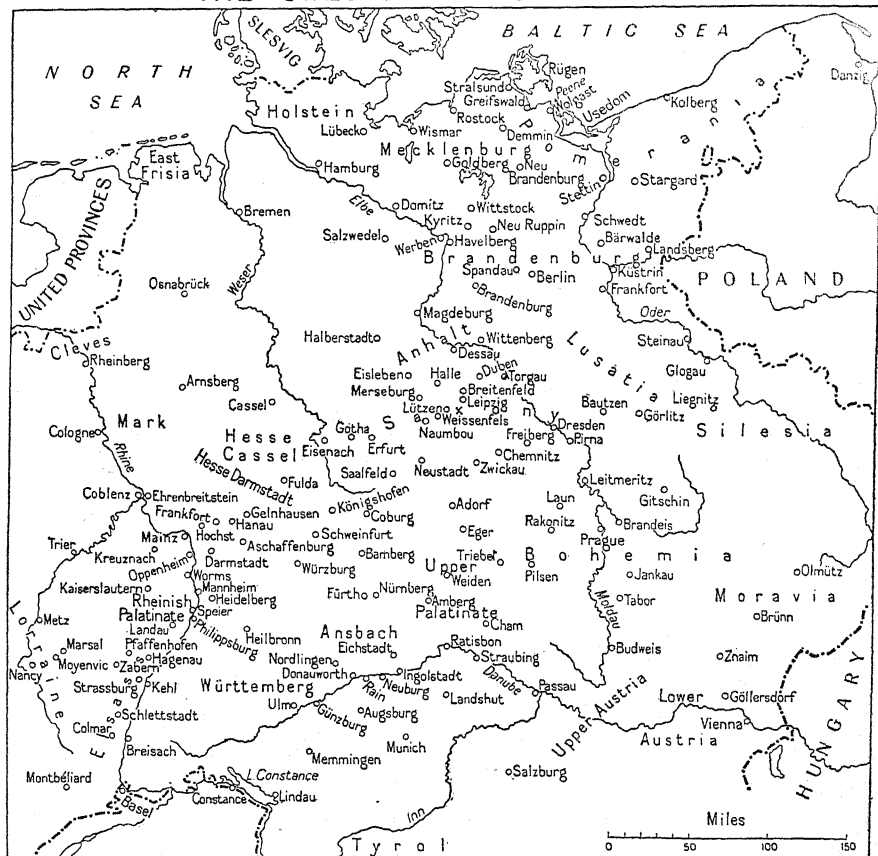 BALTIC SEA
SLESVIG
NORTH
SEA
Rügen
Danzig
Stralsund
Greifswald
Peene
Wolgast
Usedom
Kolberg
Holstein
Rostock
Lübeck
Wismar
Demmin
Pomerania
Mecklenburg
East
Frisia
Hamburg
Goldberg
Neu
Brandenburg
Stettin
Stargard
Elbe
Domitz
Wittstock
Bremen
Kyritz
Neu Ruppin
Schwedt
UNITED PROVINCES
Salzwedel
Werben
Havelberg
Bärwalde
Landsberg
Brandenburg
Weser
Spandau
Berlin
Küstrin
POLAND
Osnabrück
Brandenburg
Frankfort
Oder
Magdeburg
Cleves
Halberstadt
Anhalt
Wittenberg
Steinau
Rheinberg
Dessau
Lusatia
Glogau
Eisleben
Halle
Duben
Torgau
Arnsberg
Merseburg
Breitenfeld
Cassel
Lützen
x
Leipzig
Bautzen
Liegnitz
Görlitz
Mark
Saxony
Weissenfels
Gotha
Naumbou
Dresden
Silesia
Cologne
Hesse
Cassel
Eisenach
Erfurt
Freiberg
Pirna
Rhine
Chemnitz
Hesse Darmstadt
Saalfeld
Neustadt
Zwickau
Fulda
Leitmeritz
Coblenz
Ehrenbreitstein
Königshofen
Adorf
Laun
Gitschin
Frankfort
Gelnhausen
Hanau
Coburg
Hochst
Schweinfurt
Eger
Rakonitz
Brandeis
Mainz
Aschaffenburg
Prague
Trier
Kreuznach
Darmstadt
Bamberg
Triebel
Bohemia
Oppenheim
Würzburg
Upper
Pilsen
Olmütz
Worms
Weiden
Jankau
Kaiserslautern
Mannheim
Fürth
Nürnberg
Moravia
Rheinish
Palatinate
Heidelberg
Amberg
Tabor
Metz
Speier
Palatinate
Moldau
Brünn
Lorraine
Landau
Philippsburg
Cham
Marsal
Pfaffenhofen
Heilbronn
Ansbach
Ratisbon
Budweis
Moyenvic
Hagenau
Eichstadt
Znaim
Nancy
Zabern
Nordlingen
Straubing
Strassburg
Kehl
Donauworth
Ingolstadt
Württemberg
Rain
Neuburg
Danube
Passau
Elsass
Ulm
Landshut
Lower
Göllersdorf
Schlettstadt
Günzburg
Augsburg
Upper Austria
Colmar
Vienna
HUNGARY
Breisach
Munich
Austria
Memmingen
Montbéliard
L. Constance
Salzburg
Basel
Constance
Lindau
Inn
Miles
Tyrol
0 50 100 150